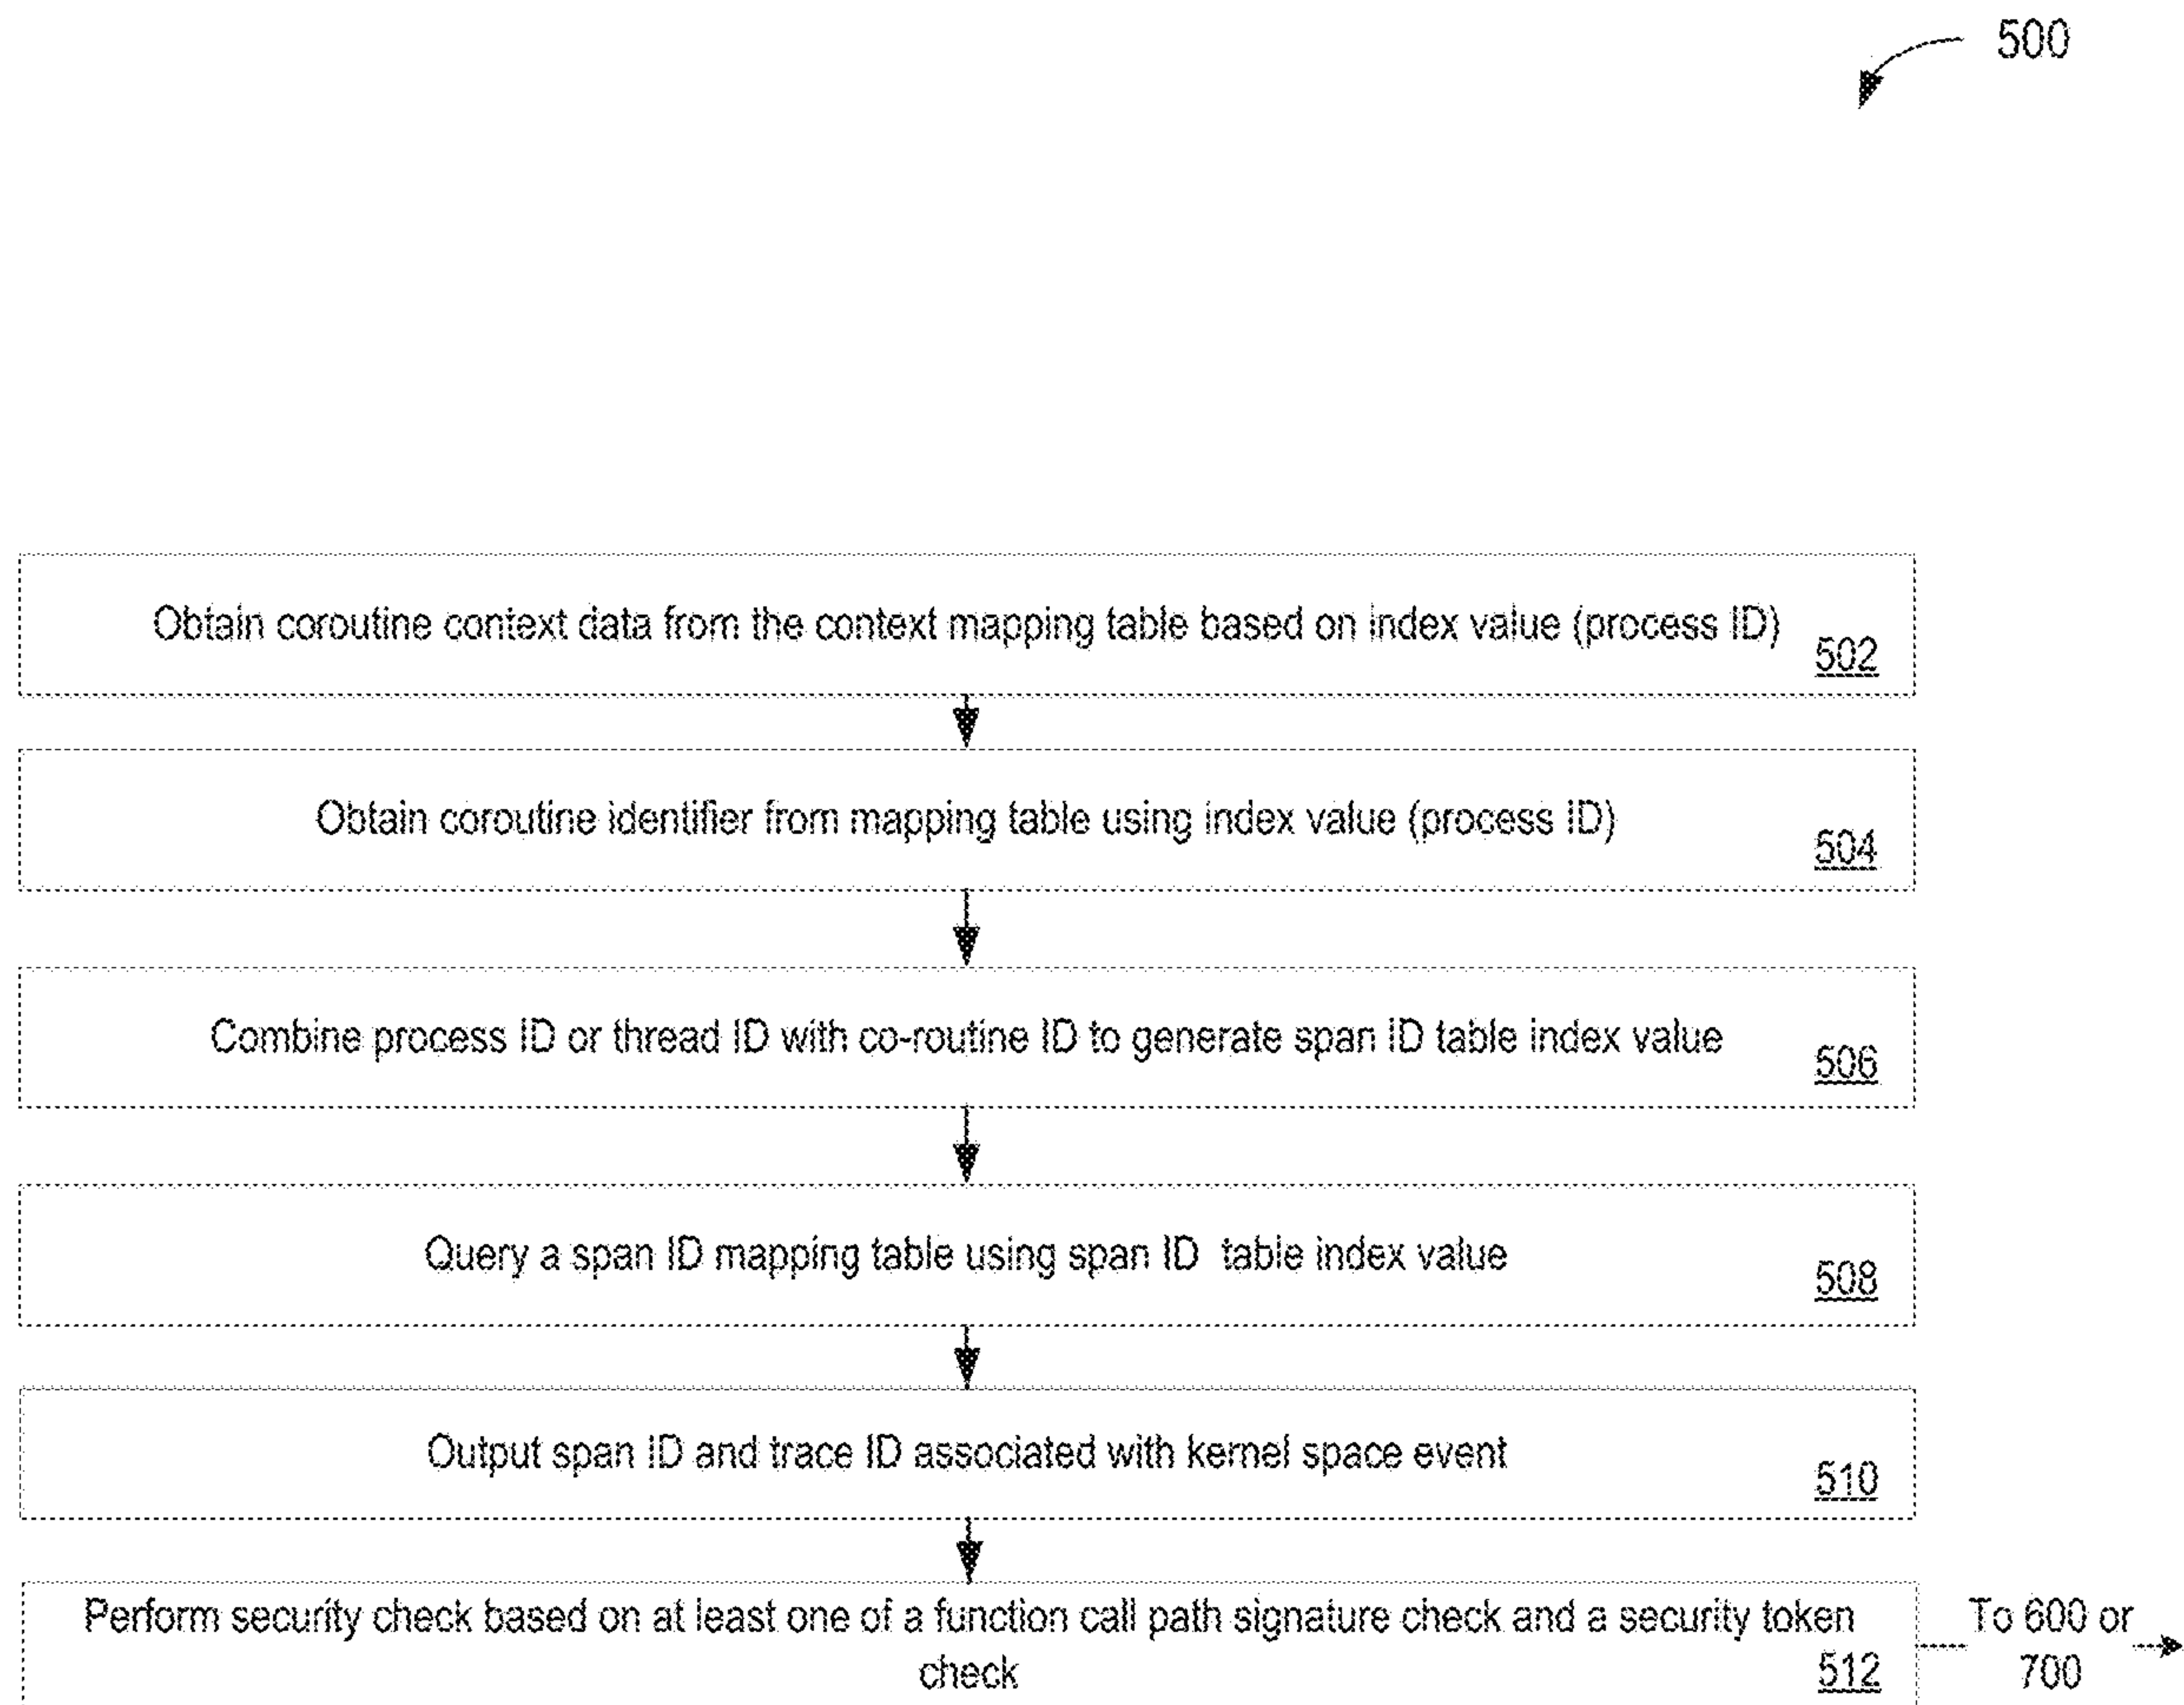 500
Obtain coroutine context data from the context mapping table based on index value (process ID)
502
Obtain coroutine identifier from mapping table using index value (process ID)
504
Combine process ID or thread ID with co-routine ID to generate span ID table index value
506
Query a span ID mapping table using span ID table index value
508
Output span ID and trace ID associated with kernel space event
510
Perform security check based on at least one of a function call path signature check and a security token
check
512
To 600 or
700